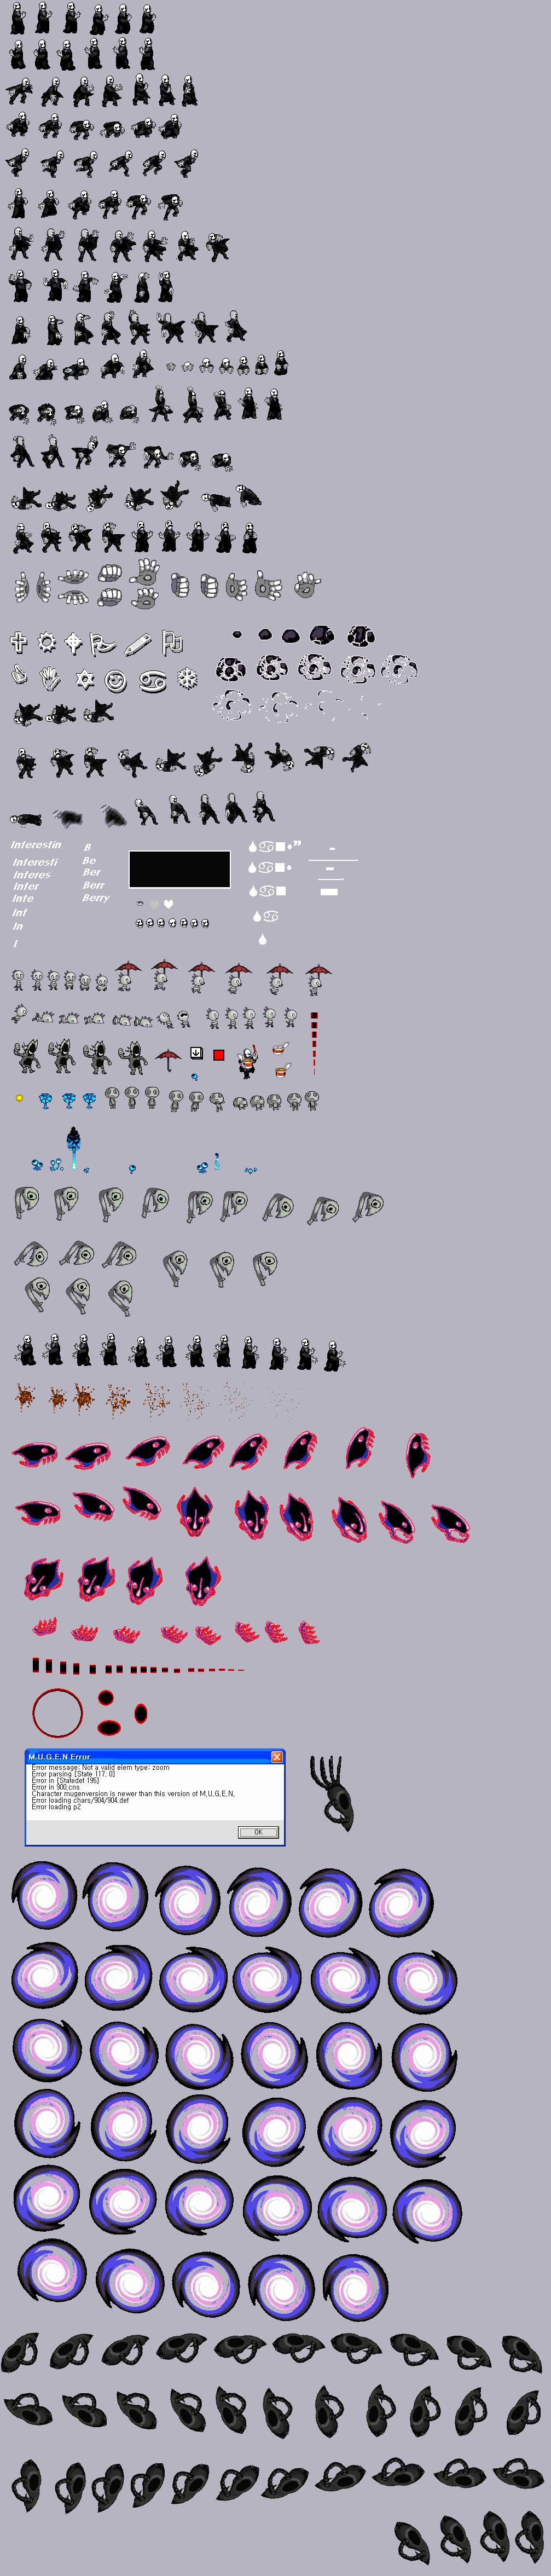 Interestin
B
Interesti
Be
Interes
Ber
Inter
Berr
Inte
Berry
Int
In
I
M.U.G.E.N Error
Error message: Not a valid elem type: zoom
Error parsing [State 117, 0]
Error in [Statedef 195]
Error in 900.cns
Character mugenversion is newer than this version of M.U.G.E.N.
Error loading chars/904/904.def
Error loading p2
OK